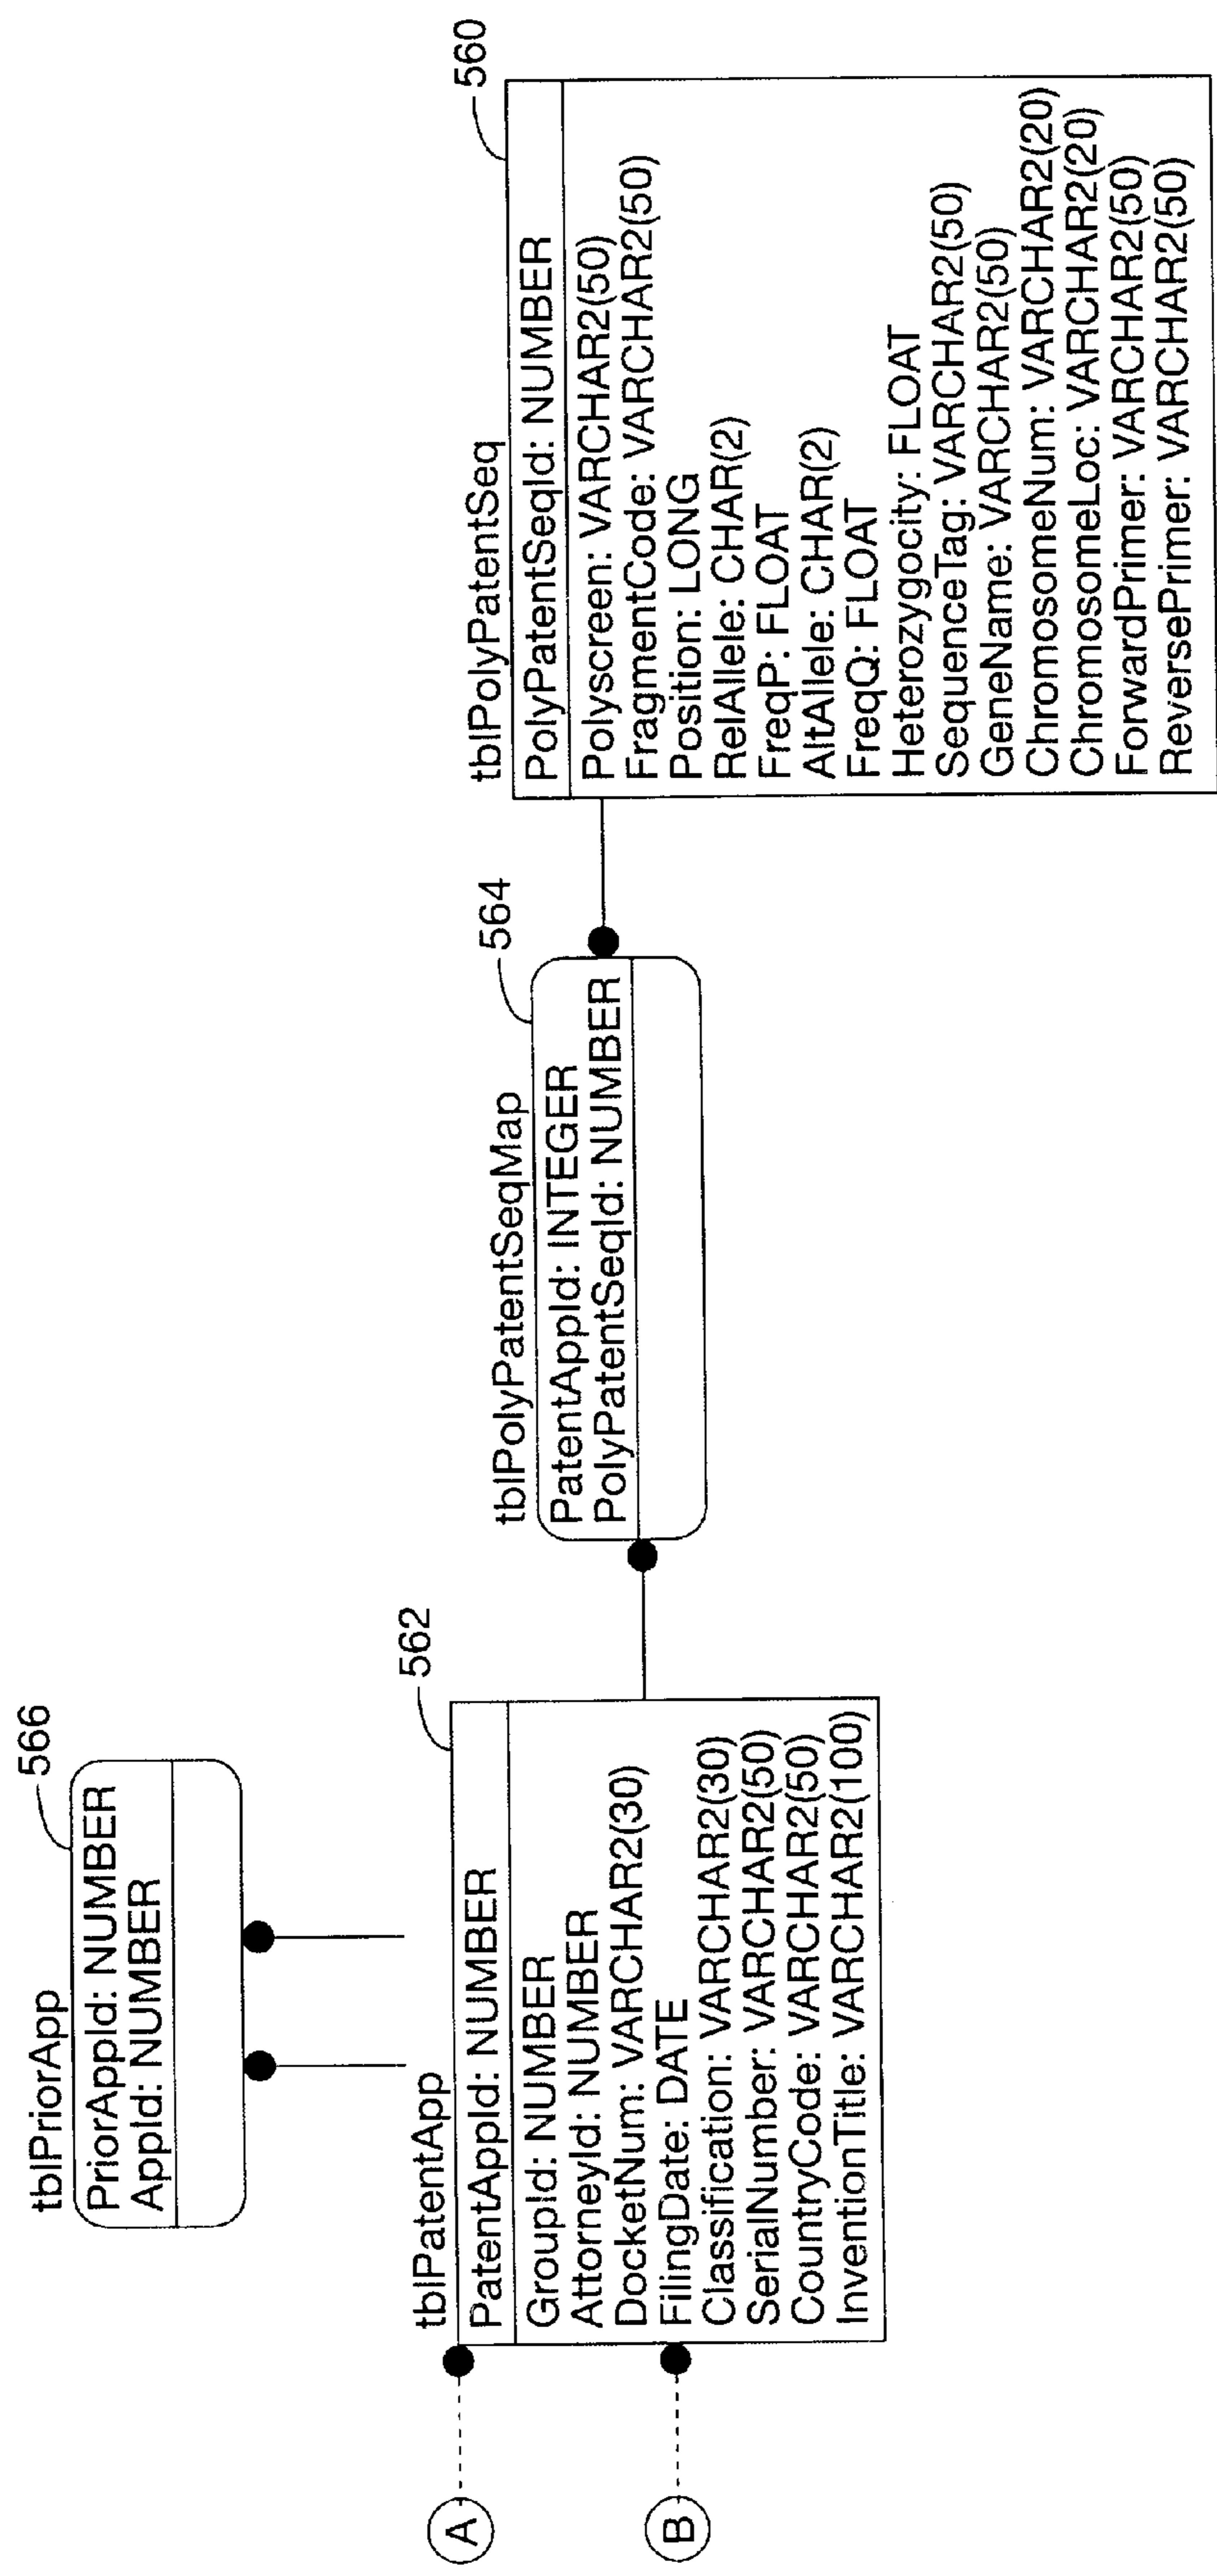 tblPriorApp
566
PriorAppId: NUMBER
AppId: NUMBER
tblPatentApp
562
PatentAppId: NUMBER
GroupId: NUMBER
AttorneyId: NUMBER
DocketNum: VARCHAR2(30)
FilingDate: DATE
Classification: VARCHAR2(30)
SerialNumber: VARCHAR2(50)
CountryCode: VARCHAR2(50)
InventionTitle: VARCHAR2(100)
A
B
tblPolyPatentSeqMap
564
PatentAppId: INTEGER
PolyPatentSeqId: NUMBER
tblPolyPatentSeq
560
PolyPatentSeqId: NUMBER
Polyscreen: VARCHAR2(50)
FragmentCode: VARCHAR2(50)
Position: LONG
RelAllele: CHAR(2)
FreqP: FLOAT
AltAllele: CHAR(2)
FreqQ: FLOAT
Heterozygocity: FLOAT
SequenceTag: VARCHAR2(50)
GeneName: VARCHAR2(50)
ChromosomeNum: VARCHAR2(20)
ChromosomeLoc: VARCHAR2(20)
ForwardPrimer: VARCHAR2(50)
ReversePrimer: VARCHAR2(50)